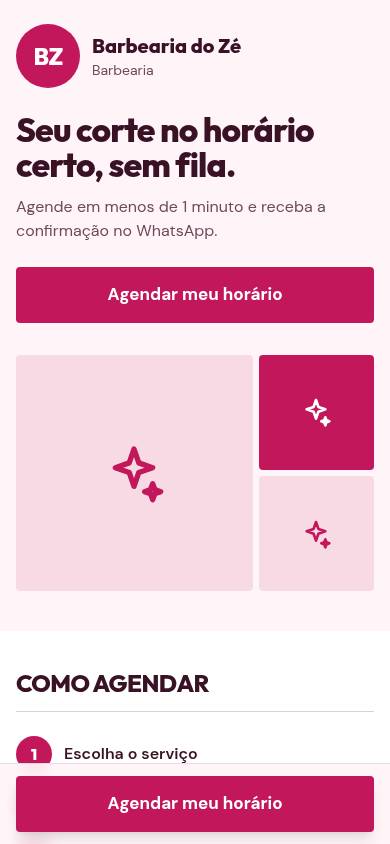 BZ
Barbearia do Zé
Barbearia
Seu corte no horário
certo, sem fila.
Agende em menos de 1 minuto e receba a
confirmação no WhatsApp.
Agendar meu horário
COMO AGENDAR
1
Escolha o serviço
Agendar meu horário